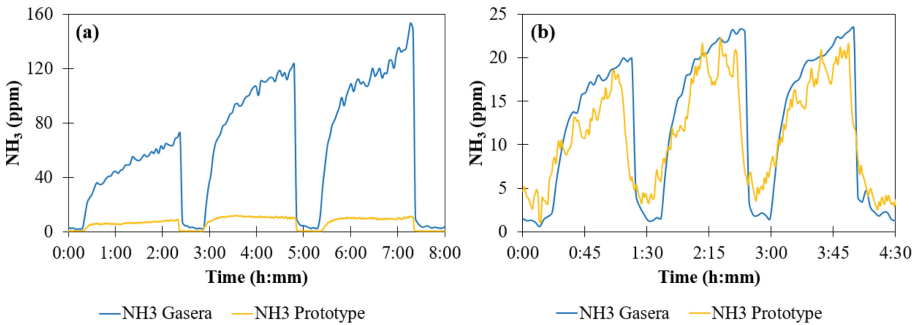 (a)
NH3 (ppm)
160
120
80
40
0
0:00 1:00 2:00 3:00 4:00 5:00 6:00 7:00 8:00
Time (h:mm)
NH3 Gasera NH3 Prototype
(b)
NH3 (ppm)
25
20
15
10
5
0
0:00 0:45 1:30 2:15 3:00 3:45 4:30
Time (h:mm)
NH3 Gasera NH3 Prototype